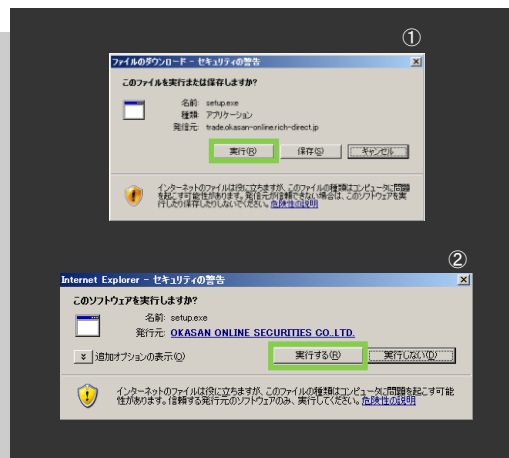 ①
ファイルのダウンロード - セキュリティの警告
このファイルを実行または保存しますか?
名前: setup.exe
種類: アプリケーション
発信元: trade.okasan-online.rich-direct.jp
実行(R) 保存(S) キャンセル
インターネットのファイルは役に立ちますが、このファイルの種類はコンピュータに問題
を起こす可能性があります。発信元が信頼できない場合は、このソフトウェアを実
行したり保存したりしないでください。危険性の説明
②
Internet Explorer - セキュリティの警告
このソフトウェアを実行しますか?
名前: setup.exe
発行元: OKASAN ONLINE SECURITIES CO.,LTD.
追加オプションの表示(O) 実行する(R) 実行しない(D)
インターネットのファイルは役に立ちますが、このファイルの種類はコンピュータに問題を起こす可能
性があります。信頼する発行元のソフトウェアのみ、実行してください。危険性の説明